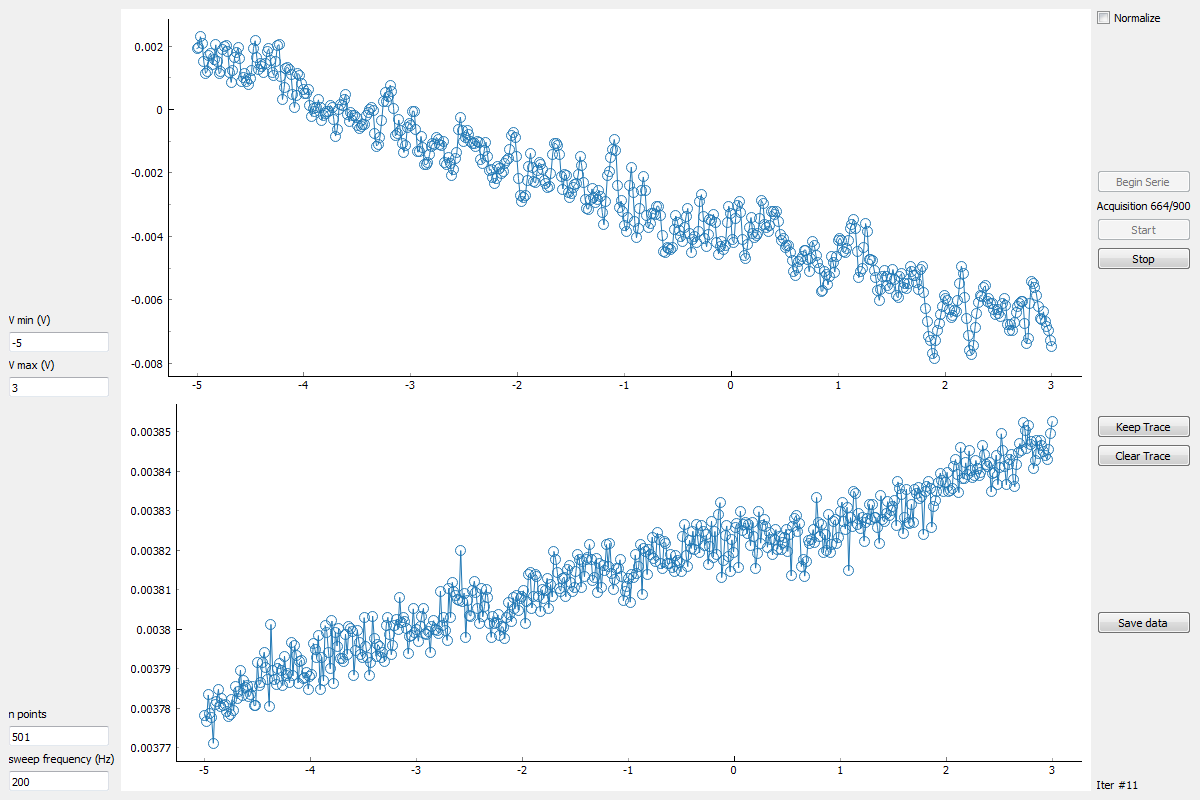 Normalize
0.002
0
-0.002
-0.004
-0.006
-0.008
-5 -4 -3 -2 -1 0 1 2 3
Begin Serie
Acquisition 664/900
Start
Stop
V min (V)
-5
V max (V)
3
0.00385
0.00384
0.00383
0.00382
0.00381
0.0038
0.00379
0.00378
0.00377
-5 -4 -3 -2 -1 0 1 2 3
Keep Trace
Clear Trace
Save data
n points
501
sweep frequency (Hz)
200
Iter #11